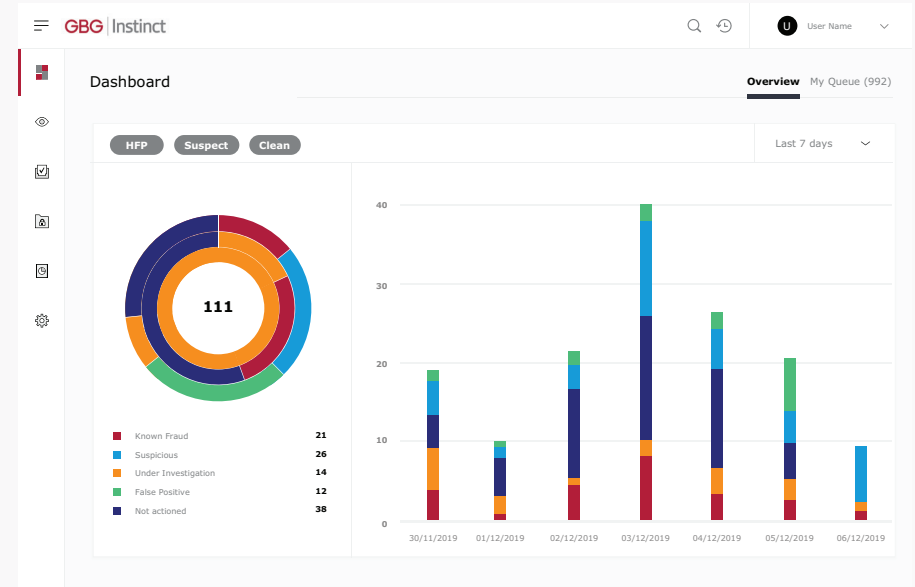 GBG Instinct
U User Name
Dashboard
Overview My Queue (992)
HFP Suspect Clean
Last 7 days
111
Known Fraud 21
Suspicious 26
Under Investigation 14
False Positive 12
Not actioned 38
40
30
20
10
0
30/11/2019 01/12/2019 02/12/2019 03/12/2019 04/12/2019 05/12/2019 06/12/2019